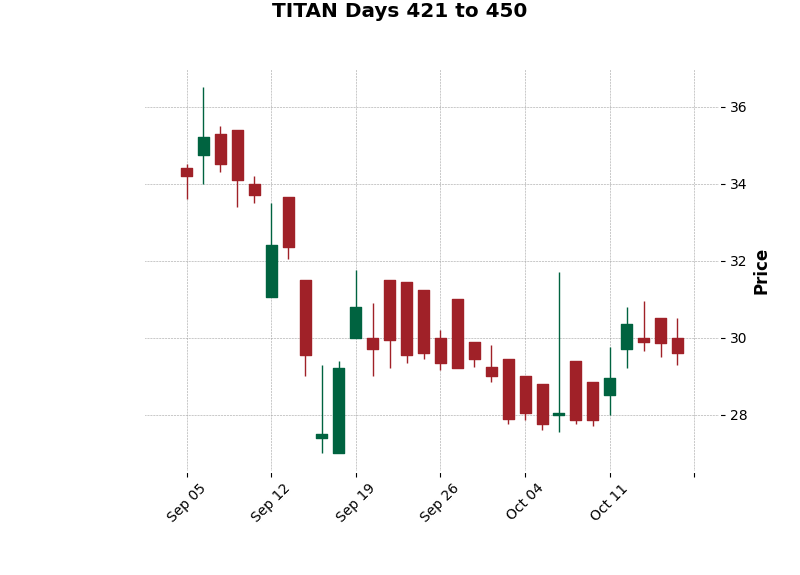 TITAN Days 421 to 450
36
34
32
30
28
Price
Sep 05
Sep 12
Sep 19
Sep 26
Oct 04
Oct 11